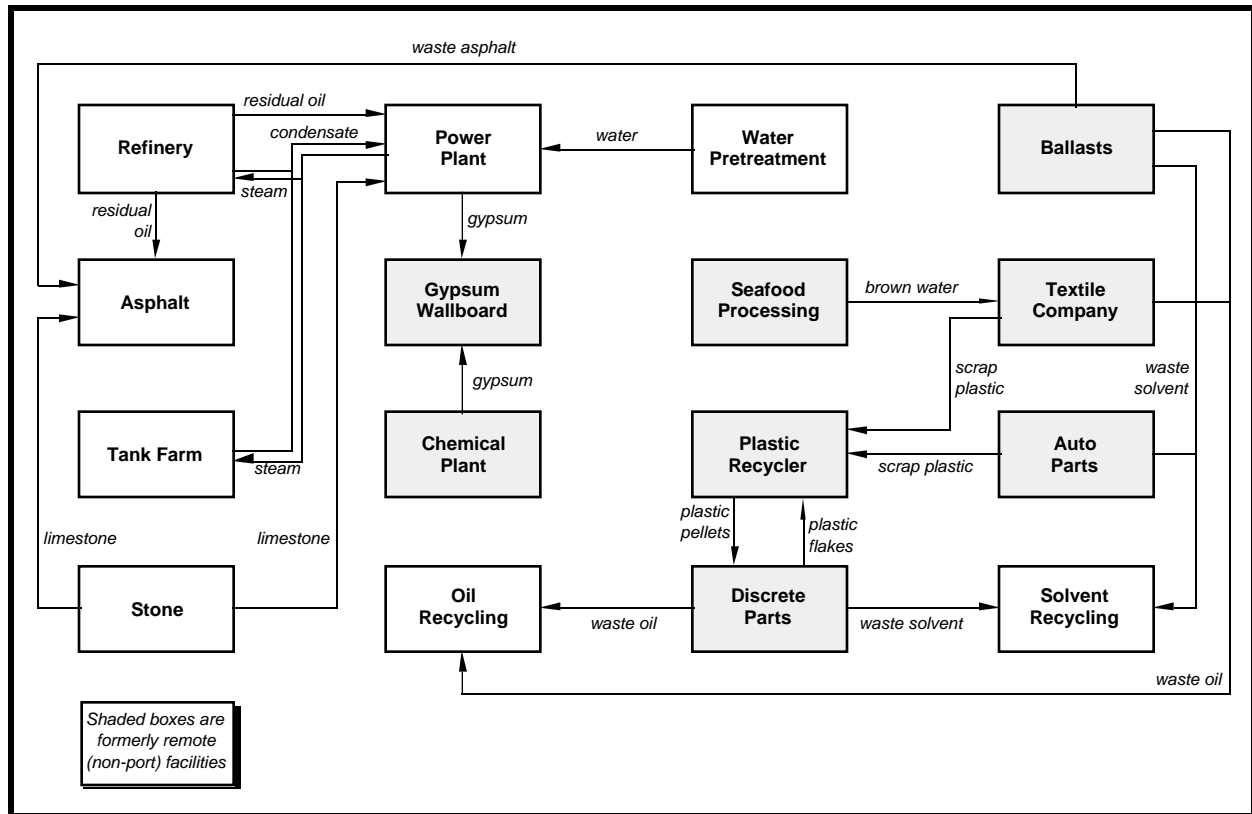 waste asphalt
residual oil
condensate
Refinery
Power
Plant
water
Water
Pretreatment
Ballasts
steam
residual
oil
gypsum
Asphalt
Gypsum
Wallboard
Seafood
Processing
brown water
Textile
Company
gypsum
scrap
plastic
waste
solvent
Tank Farm
steam
Chemical
Plant
Plastic
Recycler
scrap plastic
Auto
Parts
limestone
limestone
plastic
pellets
plastic
flakes
Stone
Oil
Recycling
waste oil
Discrete
Parts
waste solvent
Solvent
Recycling
waste oil
Shaded boxes are
formerly remote
(non-port) facilities